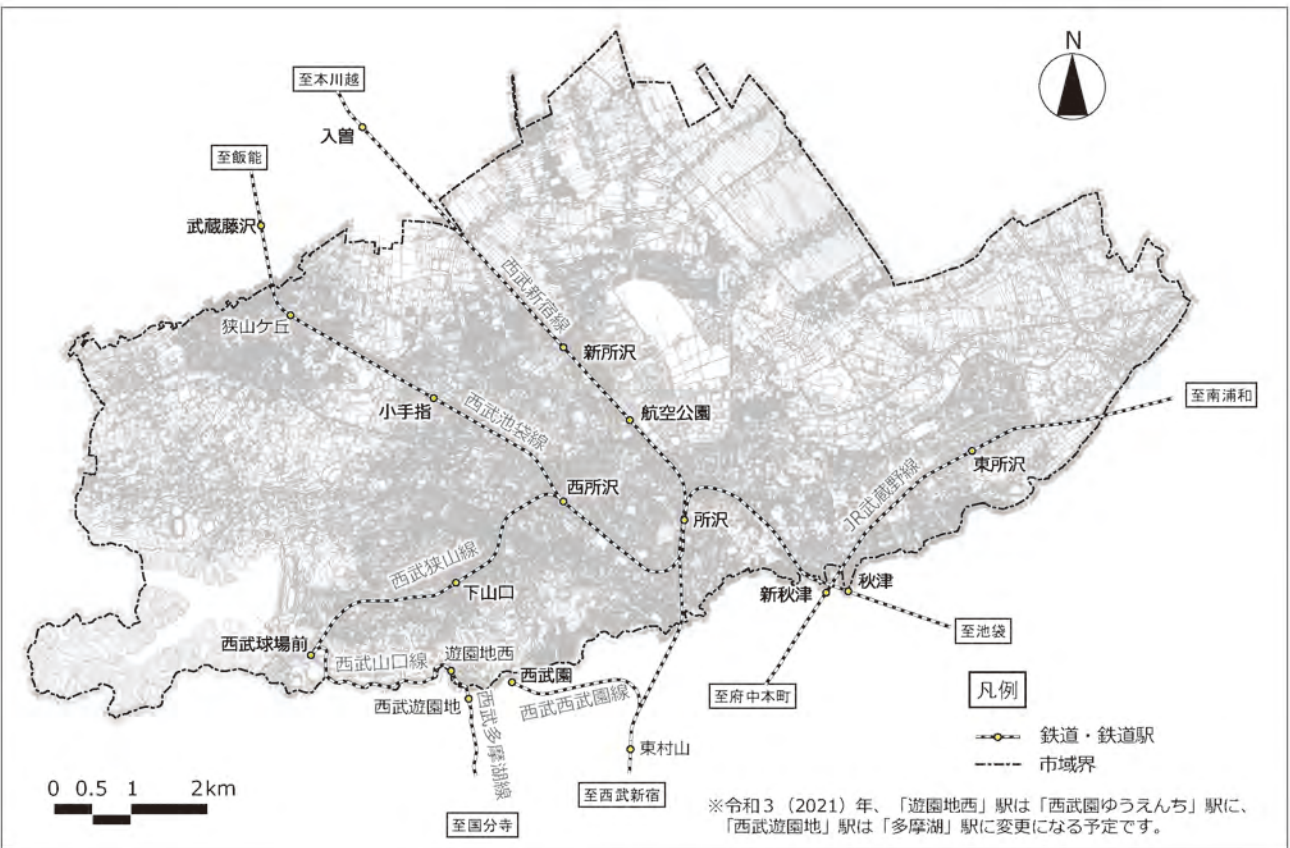 N
至本川越
入曽
至飯能
武蔵藤沢
狭山ケ丘
西武新宿線
新所沢
小手指
西武池袋線
航空公園
至南浦和
東所沢
JR武蔵野線
西所沢
所沢
西武狭山線
下山口
新秋津
秋津
至池袋
西武球場前
西武山口線
遊園地西
西武園
西武西武園線
西武遊園地
西武多摩湖線
東村山
至府中本町
至西武新宿
至国分寺
凡例
鉄道・鉄道駅
市域界
0 0.5 1 2km
※令和3（2021）年、「遊園地西」駅は「西武園ゆうえんち」駅に、
「西武遊園地」駅は「多摩湖」駅に変更になる予定です。